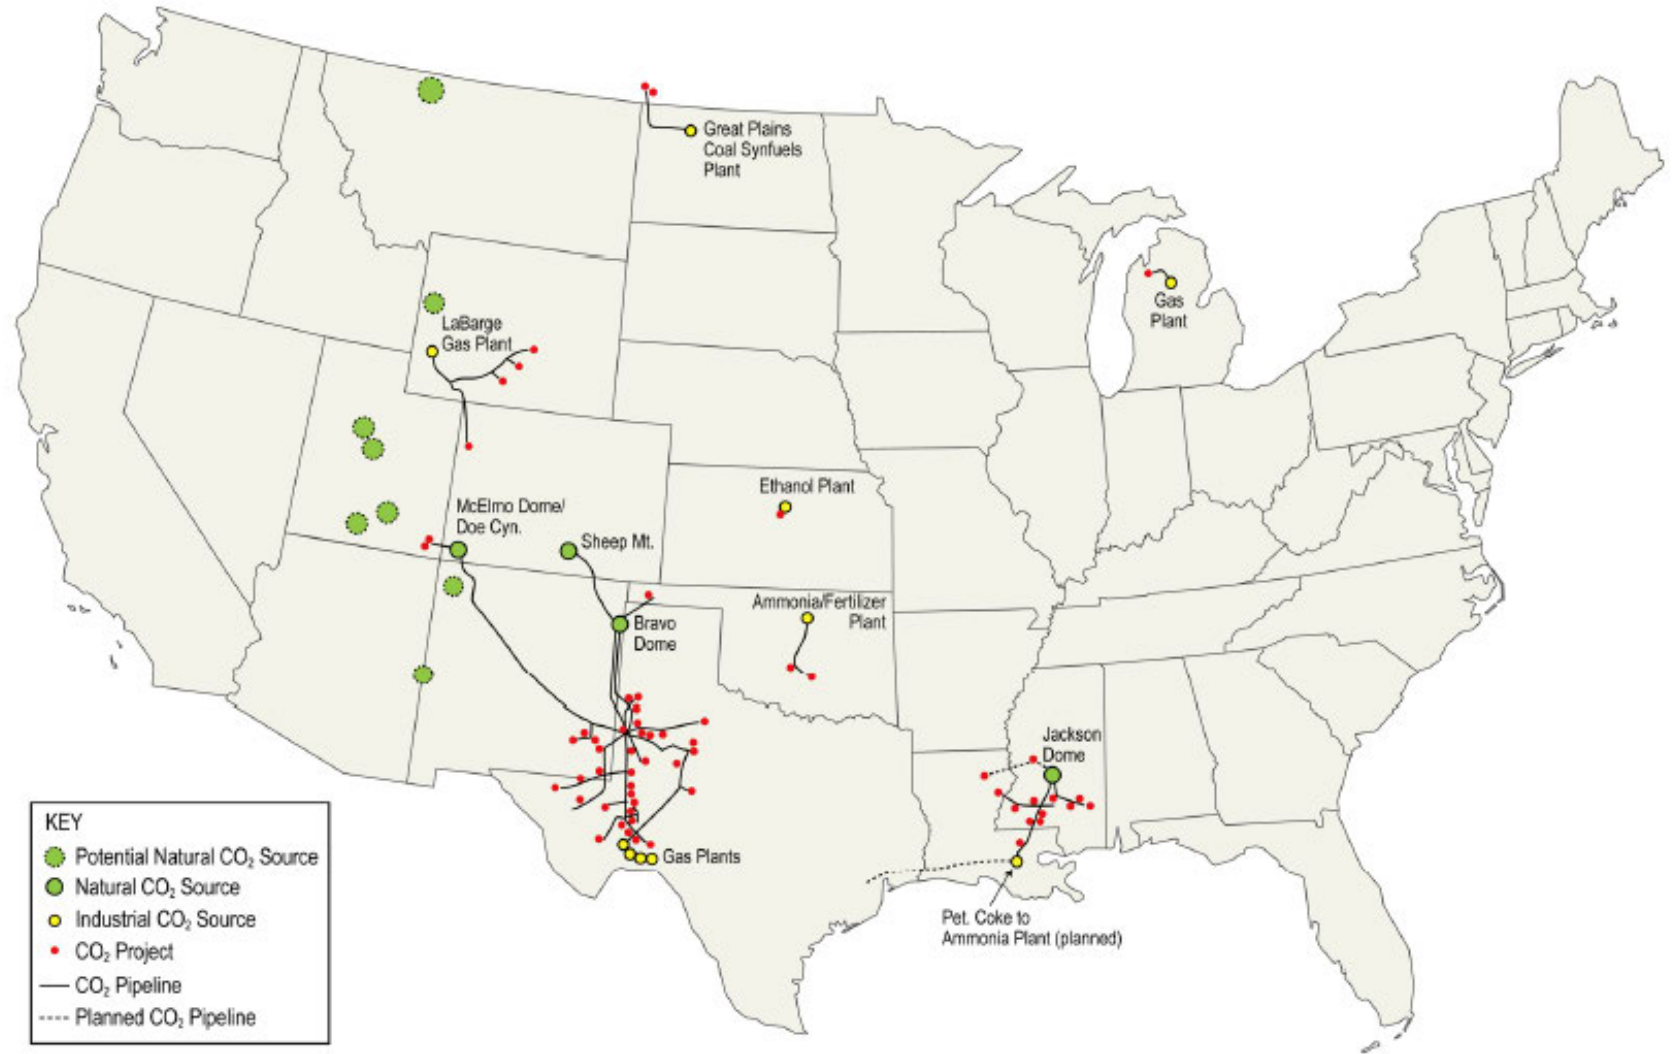 Great Plains
Coal Synfuels
Plant
Gas
Plant
LaBarge
Gas Plant
Ethanol Plant
McElmo Dome/
Doe Cyn.
Sheep Mt.
Ammonia/Fertilizer
Plant
Bravo
Dome
Jackson
Dome
Gas Plants
Pet. Coke to
Ammonia Plant (planned)
KEY
Potential Natural CO₂ Source
Natural CO₂ Source
Industrial CO₂ Source
CO₂ Project
CO₂ Pipeline
Planned CO₂ Pipeline